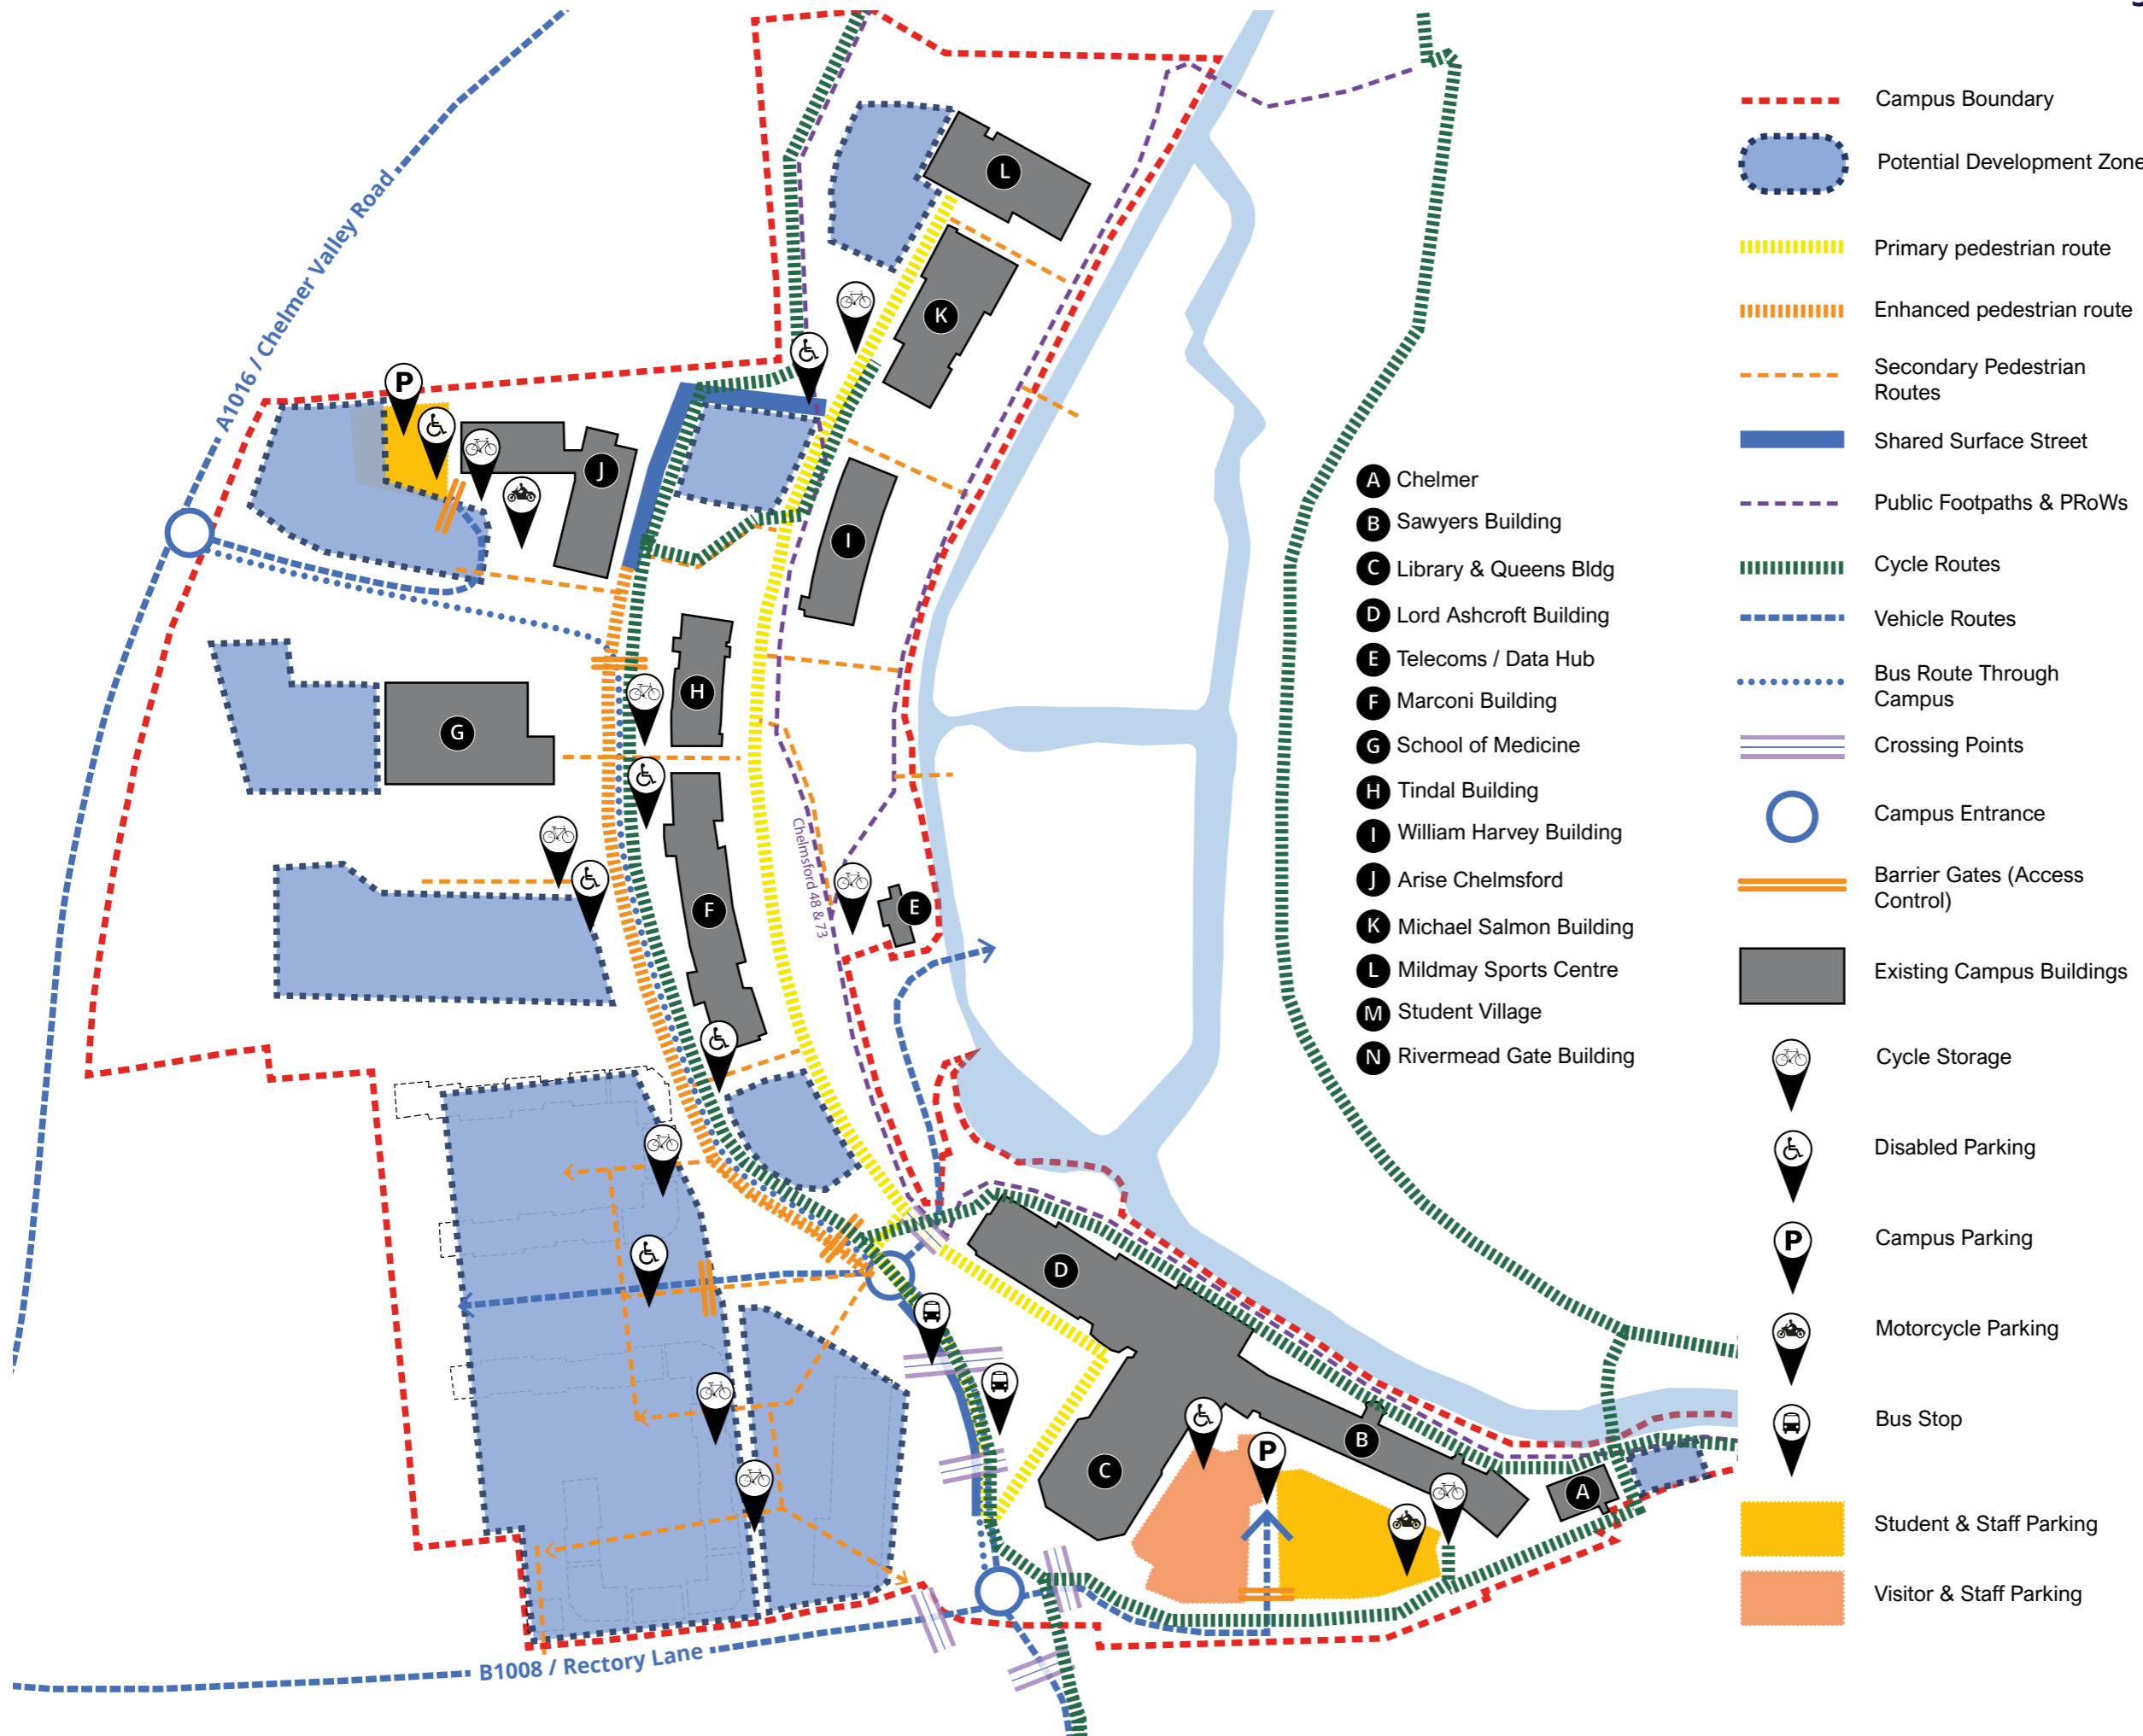 Campus Boundary
Potential Development Zone
Primary pedestrian route
Enhanced pedestrian route
Secondary Pedestrian
Routes
Shared Surface Street
Public Footpaths & PRoWs
Cycle Routes
Vehicle Routes
Bus Route Through
Campus
Crossing Points
Campus Entrance
Barrier Gates (Access
Control)
Existing Campus Buildings
Cycle Storage
Disabled Parking
P Campus Parking
Motorcycle Parking
Bus Stop
Student & Staff Parking
Visitor & Staff Parking
A Chelmer
B Sawyers Building
C Library & Queens Bldg
D Lord Ashcroft Building
E Telecoms / Data Hub
F Marconi Building
G School of Medicine
H Tindal Building
I William Harvey Building
J Arise Chelmsford
K Michael Salmon Building
L Mildmay Sports Centre
M Student Village
N Rivermead Gate Building
A1016 / Chelmer Valley Road
L
K
P
J
I
H
G
F
E
Chelmsford 48 & 73
D
P
B
C
A
B1008 / Rectory Lane